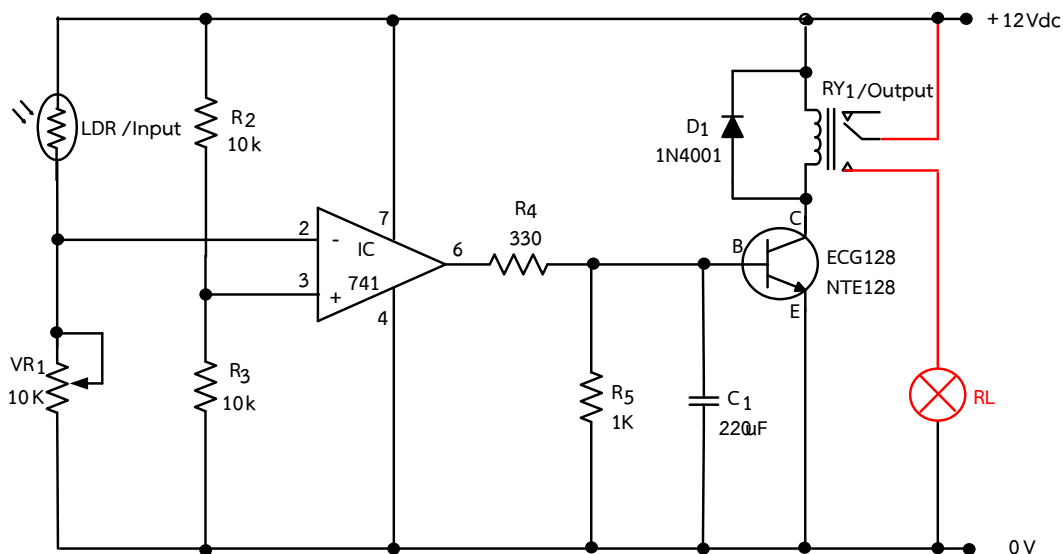 +12Vdc
RY1/Output
LDR /Input
R2
10k
D1
1N4001
R4
330
2
7
-
IC
6
741
3
+
4
C
B
E
ECG128
NTE128
VR1
10K
R3
10k
R5
1K
C1
220uF
RL
0V